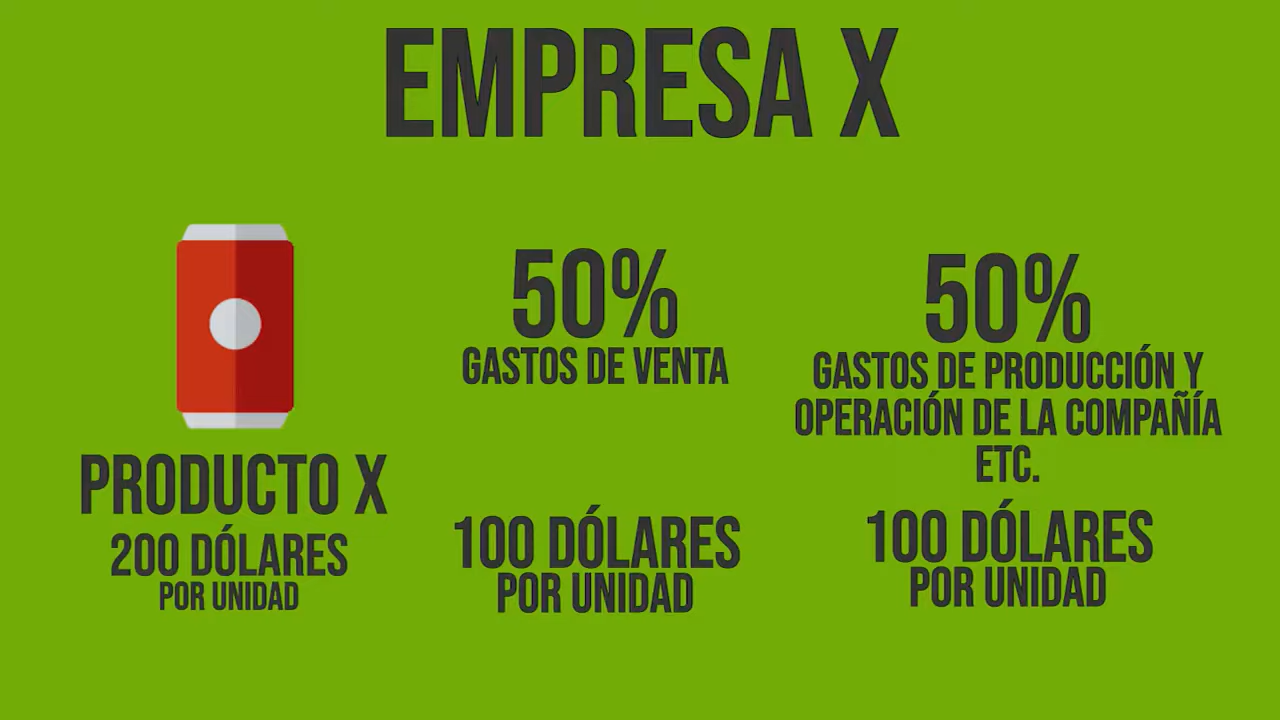 EMPRESA X
PRODUCTO X
200 DÓLARES
POR UNIDAD
50%
GASTOS DE VENTA
100 DÓLARES
POR UNIDAD
50%
GASTOS DE PRODUCCIÓN Y
OPERACIÓN DE LA COMPAÑÍA
ETC.
100 DÓLARES
POR UNIDAD